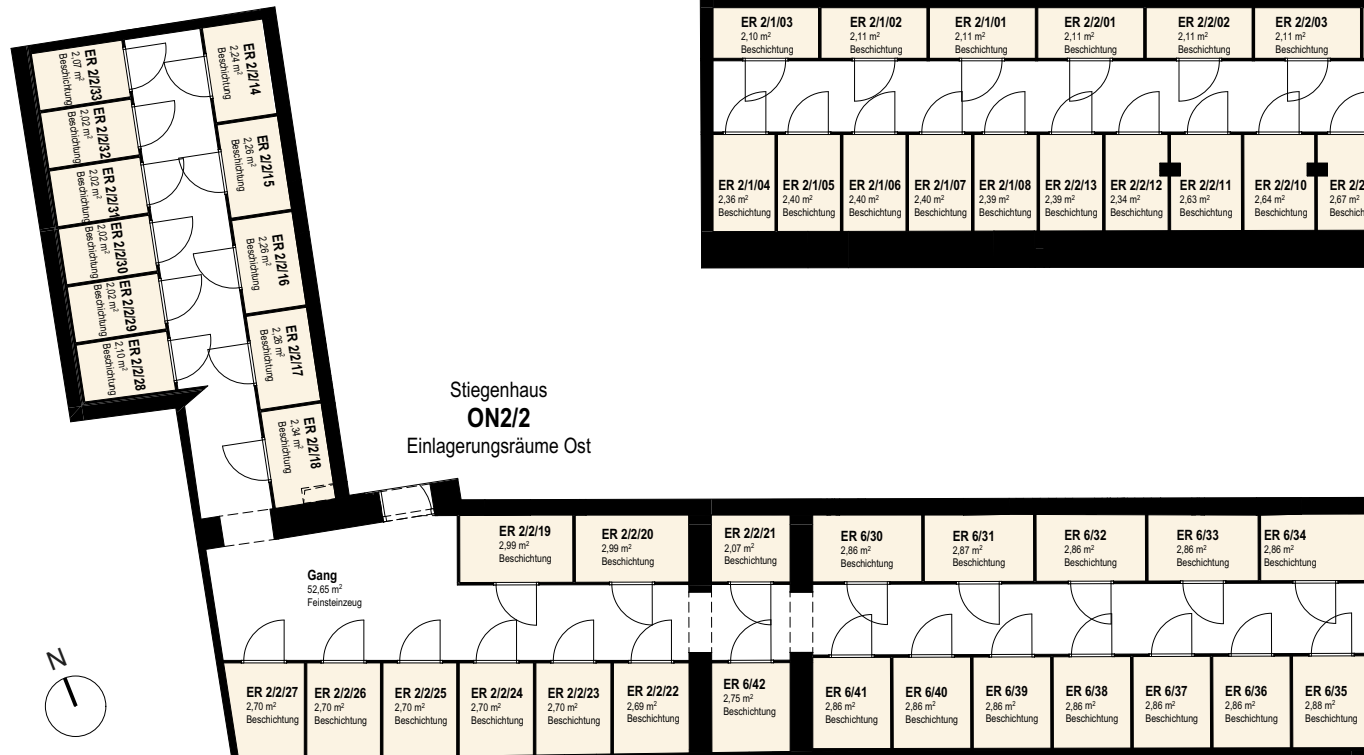 ER 2/1/03
2,10 m²
Beschichtung
ER 2/1/02
2,11 m²
Beschichtung
ER 2/1/01
2,11 m²
Beschichtung
ER 2/2/01
2,11 m²
Beschichtung
ER 2/2/02
2,11 m²
Beschichtung
ER 2/2/03
2,11 m²
Beschichtung
ER 2/1/04
2,36 m²
Beschichtung
ER 2/1/05
2,40 m²
Beschichtung
ER 2/1/06
2,40 m²
Beschichtung
ER 2/1/07
2,40 m²
Beschichtung
ER 2/1/08
2,39 m²
Beschichtung
ER 2/2/13
2,39 m²
Beschichtung
ER 2/2/12
2,34 m²
Beschichtung
ER 2/2/11
2,63 m²
Beschichtung
ER 2/2/10
2,64 m²
Beschichtung
ER 2/2
2,67 m²
Beschichtung
ER 2/2/33
2,07 m²
Beschichtung
ER 2/2/32
2,02 m²
Beschichtung
ER 2/2/31
2,02 m²
Beschichtung
ER 2/2/30
2,02 m²
Beschichtung
ER 2/2/29
2,02 m²
Beschichtung
ER 2/2/28
2,10 m²
Beschichtung
ER 2/2/14
2,24 m²
Beschichtung
ER 2/2/15
2,26 m²
Beschichtung
ER 2/2/16
2,26 m²
Beschichtung
ER 2/2/17
2,26 m²
Beschichtung
ER 2/2/18
2,34 m²
Beschichtung
Stiegenhaus
ON2/2
Einlagerungsräume Ost
ER 2/2/19
2,99 m²
Beschichtung
ER 2/2/20
2,99 m²
Beschichtung
ER 2/2/21
2,07 m²
Beschichtung
ER 6/30
2,86 m²
Beschichtung
ER 6/31
2,87 m²
Beschichtung
ER 6/32
2,86 m²
Beschichtung
ER 6/33
2,86 m²
Beschichtung
ER 6/34
2,86 m²
Beschichtung
Gang
52,65 m²
Feinsteinzeug
N
ER 2/2/27
2,70 m²
Beschichtung
ER 2/2/26
2,70 m²
Beschichtung
ER 2/2/25
2,70 m²
Beschichtung
ER 2/2/24
2,70 m²
Beschichtung
ER 2/2/23
2,70 m²
Beschichtung
ER 2/2/22
2,69 m²
Beschichtung
ER 6/42
2,75 m²
Beschichtung
ER 6/41
2,86 m²
Beschichtung
ER 6/40
2,86 m²
Beschichtung
ER 6/39
2,86 m²
Beschichtung
ER 6/38
2,86 m²
Beschichtung
ER 6/37
2,86 m²
Beschichtung
ER 6/36
2,86 m²
Beschichtung
ER 6/35
2,88 m²
Beschichtung